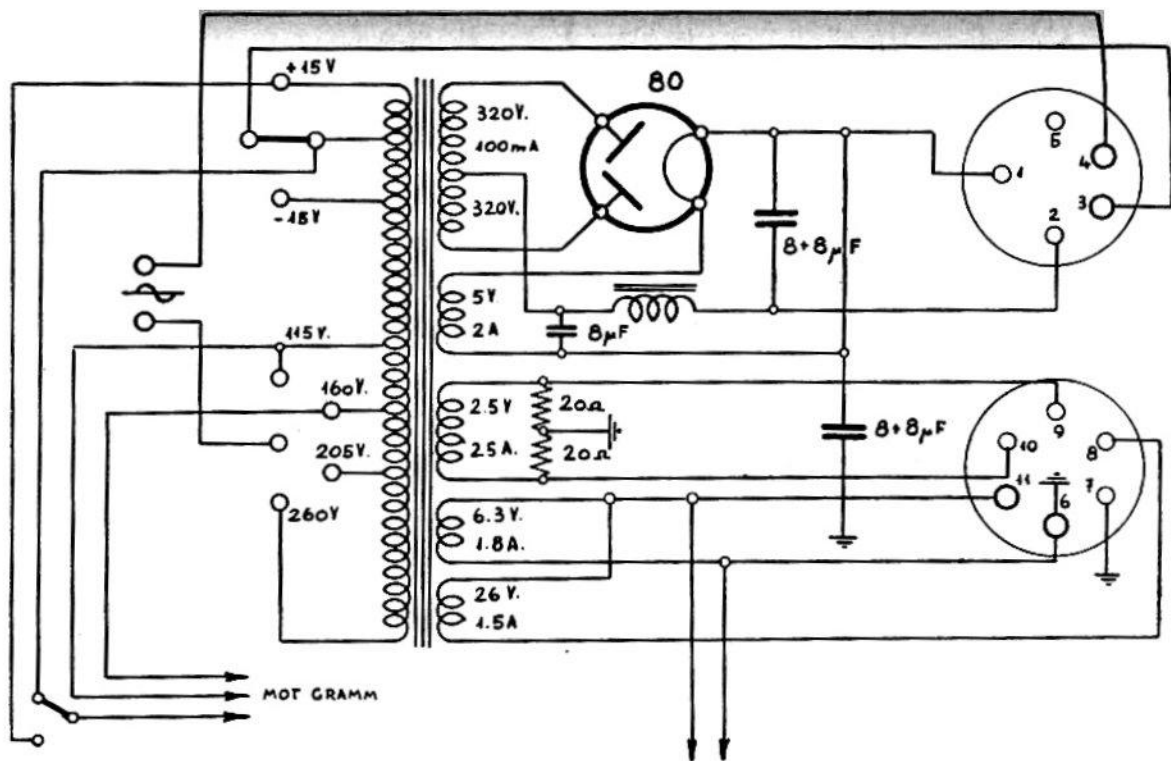 +15V
80
320V.
100mA
320V.
5
4
1
3
2
-15V
8+8µF
5V
2A
8µF
115V.
160V.
2.5V
20Ω
20Ω
25A.
205V.
8+8µF
9
10
8
11
6
7
260V
6.3V.
1.8A.
26V.
1.5A
MOT GRAMM